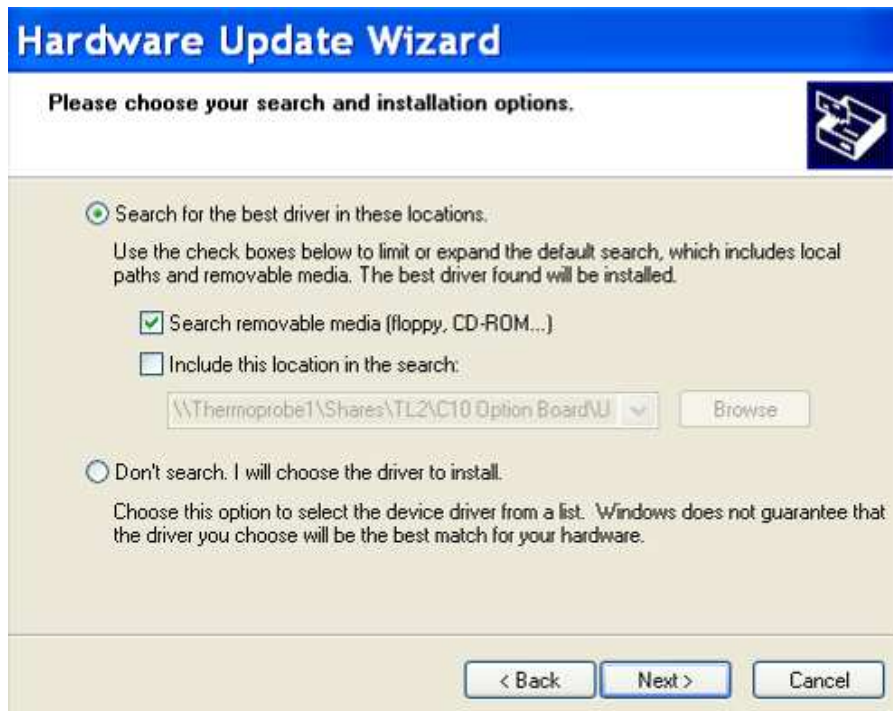 Hardware Update Wizard
Please choose your search and installation options.
Search for the best driver in these locations.
Use the check boxes below to limit or expand the default search, which includes local
paths and removable media. The best driver found will be installed.
Search removable media (floppy, CD-ROM...)
Include this location in the search:
\\Thermoprobe1\Shares\TL2\C10 Option Board\U
Browse
Don't search. I will choose the driver to install.
Choose this option to select the device driver from a list.  Windows does not guarantee that
the driver you choose will be the best match for your hardware.
< Back
Next >
Cancel